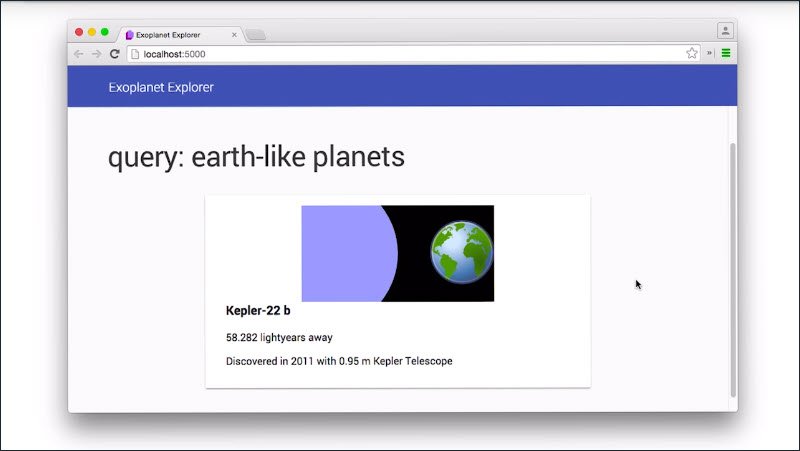 Exoplanet Explorer
localhost:5000
Exoplanet Explorer
query: earth-like planets
Kepler-22 b
58.282 lightyears away
Discovered in 2011 with 0.95 m Kepler Telescope